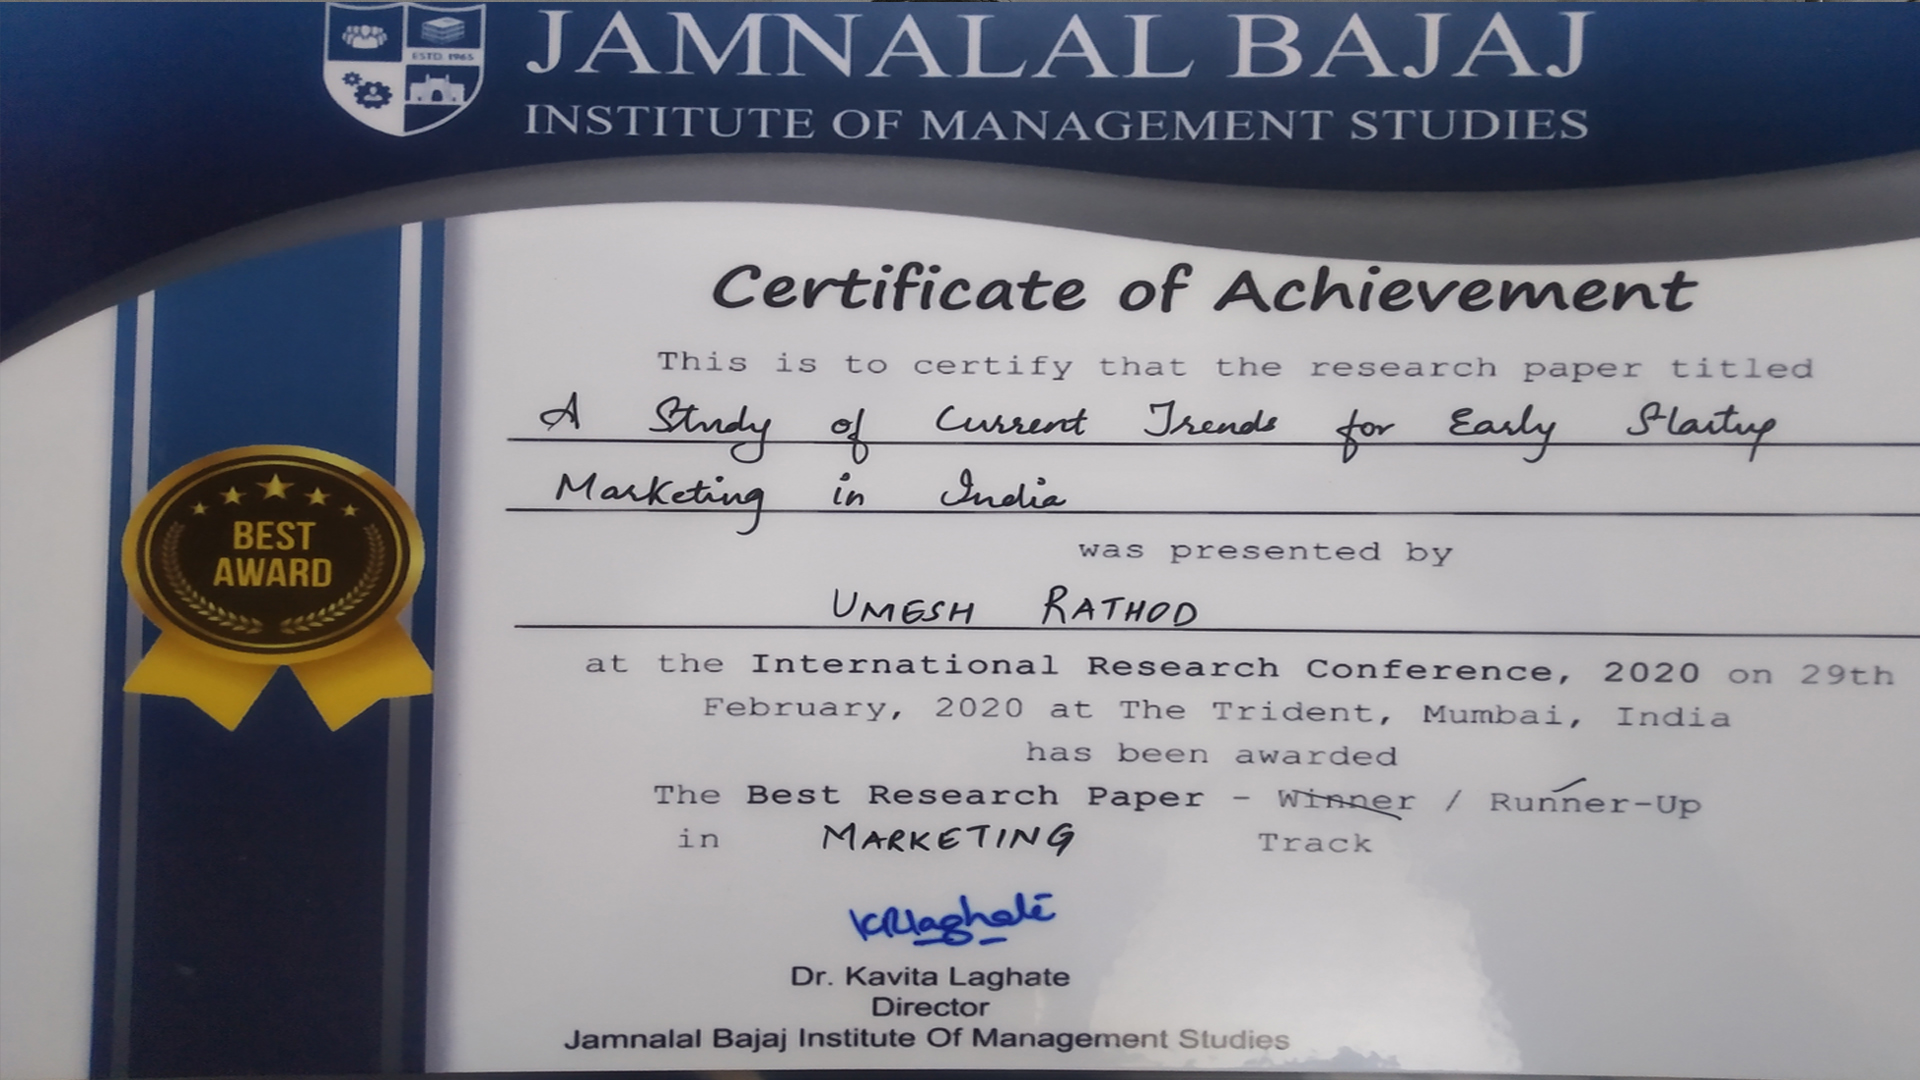 ESTD. 1965
JAMNALAL BAJAJ
INSTITUTE OF MANAGEMENT STUDIES
Certificate of Achievement
This is to certify that the research paper titled
A Study of Current Trends for Early Startup
Marketing in India
was presented by
UMESH RATHOD
at the International Research Conference, 2020 on 29th
February, 2020 at The Trident, Mumbai, India
has been awarded
The Best Research Paper - Winner / Runner-Up
in MARKETING Track
KRLaghate
Dr. Kavita Laghate
Director
Jamnalal Bajaj Institute Of Management Studies
BEST
AWARD